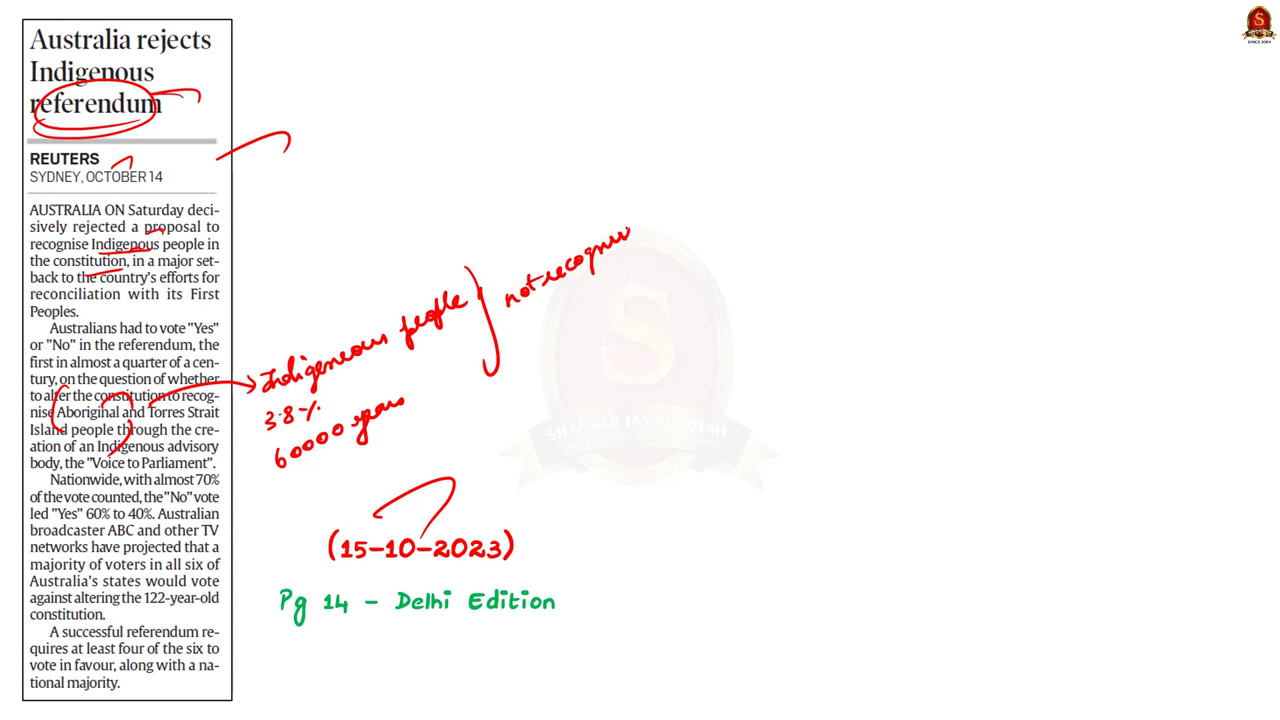 Australia rejects
Indigenous
referendum
REUTERS
SYDNEY, OCTOBER 14
AUSTRALIA ON Saturday deci-
sively rejected a proposal to
recognise Indigenous people in
the constitution, in a major set-
back to the country's efforts for
reconciliation with its First
Peoples.
Australians had to vote "Yes"
or "No" in the referendum, the
first in almost a quarter of a cen-
tury, on the question of whether
to alter the constitution to recog-
nise Aboriginal and Torres Strait
Island people through the cre-
ation of an Indigenous advisory
body, the "Voice to Parliament".
Nationwide, with almost 70%
of the vote counted, the "No" vote
led "Yes" 60% to 40%. Australian
broadcaster ABC and other TV
networks have projected that a
majority of voters in all six of
Australia's states would vote
against altering the 122-year-old
constitution.
A successful referendum re-
quires at least four of the six to
vote in favour, along with a na-
tional majority.
Indigeneous people
3.8%
60000 years
not recogni
(15-10-2023)
Pg 14 - Delhi Edition
S
SHANKAR IAS ACADEMY
S
SINCE 2004